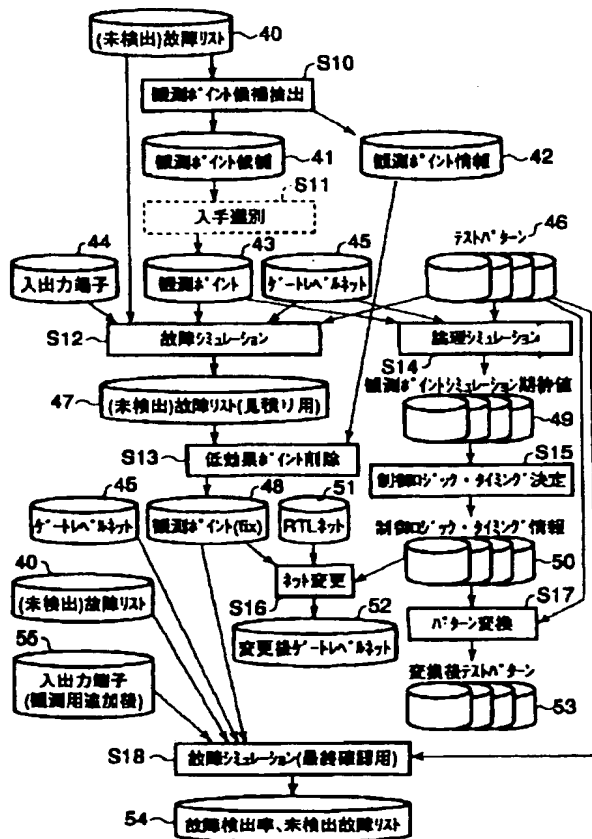 (未検出)故障リスト
40
S10
観測ポイント候補抽出
観測ポイント候補
41
観測ポイント情報
42
S11
入手選別
44
入出力端子
43
観測ポイント
45
ゲートレベルネット
テストパターン
46
S12
故障シミュレーション
論理シミュレーション
S14
47
(未検出)故障リスト(見積り用)
観測ポイントシミュレーション期待値
49
S13
低効果ポイント削除
S15
制御ロジック・タイミング決定
45
ゲートレベルネット
48
観測ポイント(fix)
51
RTLネット
制御ロジック・タイミング情報
50
40
(未検出)故障リスト
S16
ネット変更
S17
パターン変換
52
変更後ゲートレベルネット
55
入出力端子
(観測用追加後)
変換後テストパターン
53
S18
故障シミュレーション(最終確認用)
54
故障検出率、未検出故障リスト